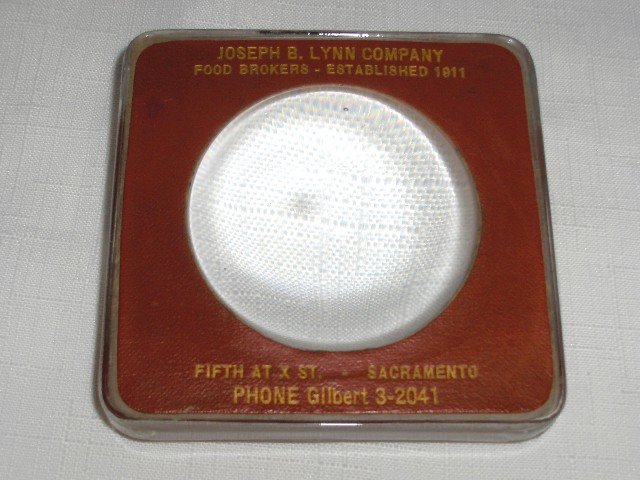 JOSEPH B. LYNN COMPANY
FOOD BROKERS - ESTABLISHED 1911
FIFTH AT X ST. - SACRAMENTO
PHONE Gilbert 3-2041